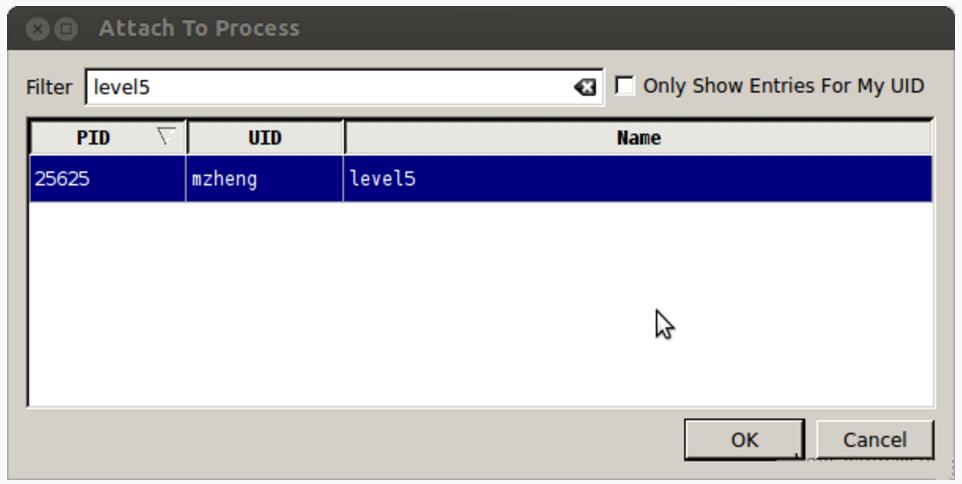 Attach To Process
Filter level5 Only Show Entries For My UID
PID UID Name
25625 mzheng level5
OK Cancel